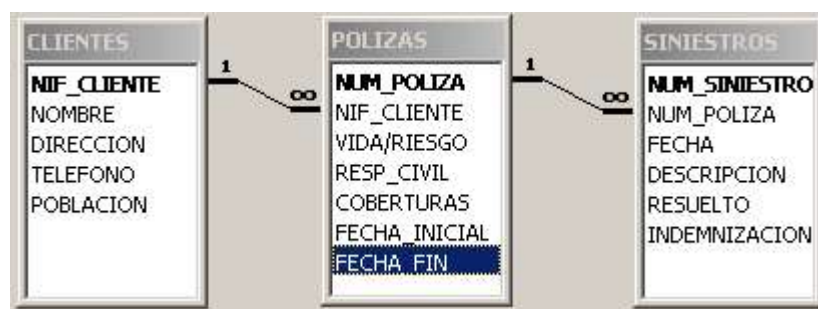 CLIENTES
NIF_CLIENTE
NOMBRE
DIRECCION
TELEFONO
POBLACION
1
∞
POLIZAS
NUM_POLIZA
NIF_CLIENTE
VIDA/RIESGO
RESP_CIVIL
COBERTURAS
FECHA_INICIAL
FECHA_FIN
1
∞
SINIESTROS
NUM_SINIESTRO
NUM_POLIZA
FECHA
DESCRIPCION
RESUELTO
INDEMNIZACION